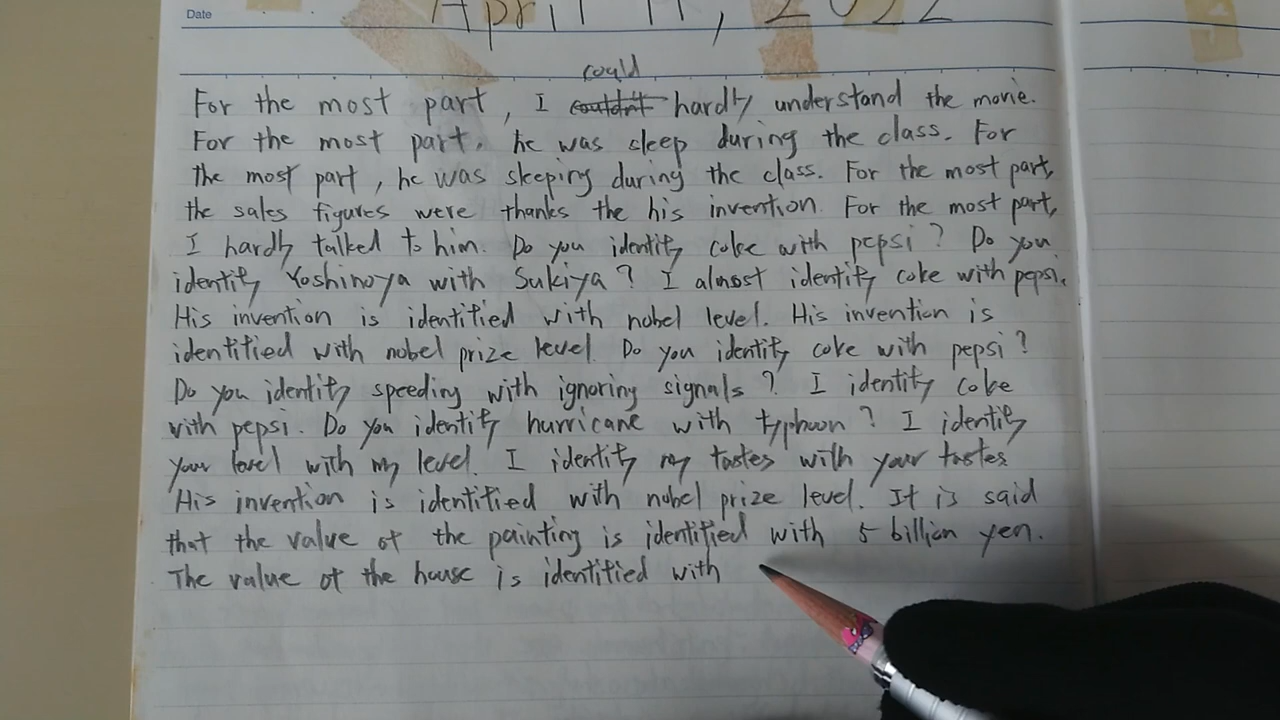 Date April 11, 2022
could
For the most part, I couldn't hardly understand the movie.
For the most part, he was sleep during the class. For
the most part, he was sleeping during the class. For the most part,
the sales figures were thanks the his invention. For the most part,
I hardly talked to him. Do you identify coke with pepsi? Do you
identify Yoshinoya with Sukiya? I almost identify coke with pepsi.
His invention is identified with nobel level. His invention is
identified with nobel prize level. Do you identify coke with pepsi?
Do you identify speeding with ignoring signals? I identify coke
with pepsi. Do you identify hurricane with typhoon? I identify
your level with my level. I identify my tastes with your tastes.
His invention is identified with nobel prize level. It is said
that the value of the painting is identified with 5 billion yen.
The value of the house is identified with